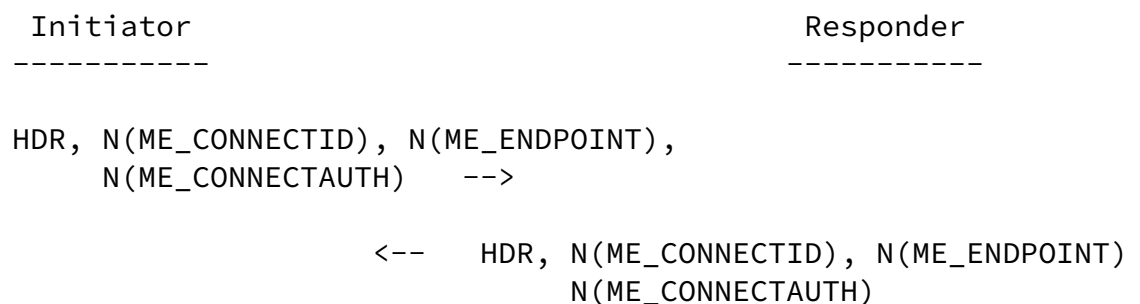 Initiator Responder
----------- -----------
HDR, N(ME_CONNECTID), N(ME_ENDPOINT),
N(ME_CONNECTAUTH) -->
<-- HDR, N(ME_CONNECTID), N(ME_ENDPOINT)
N(ME_CONNECTAUTH)